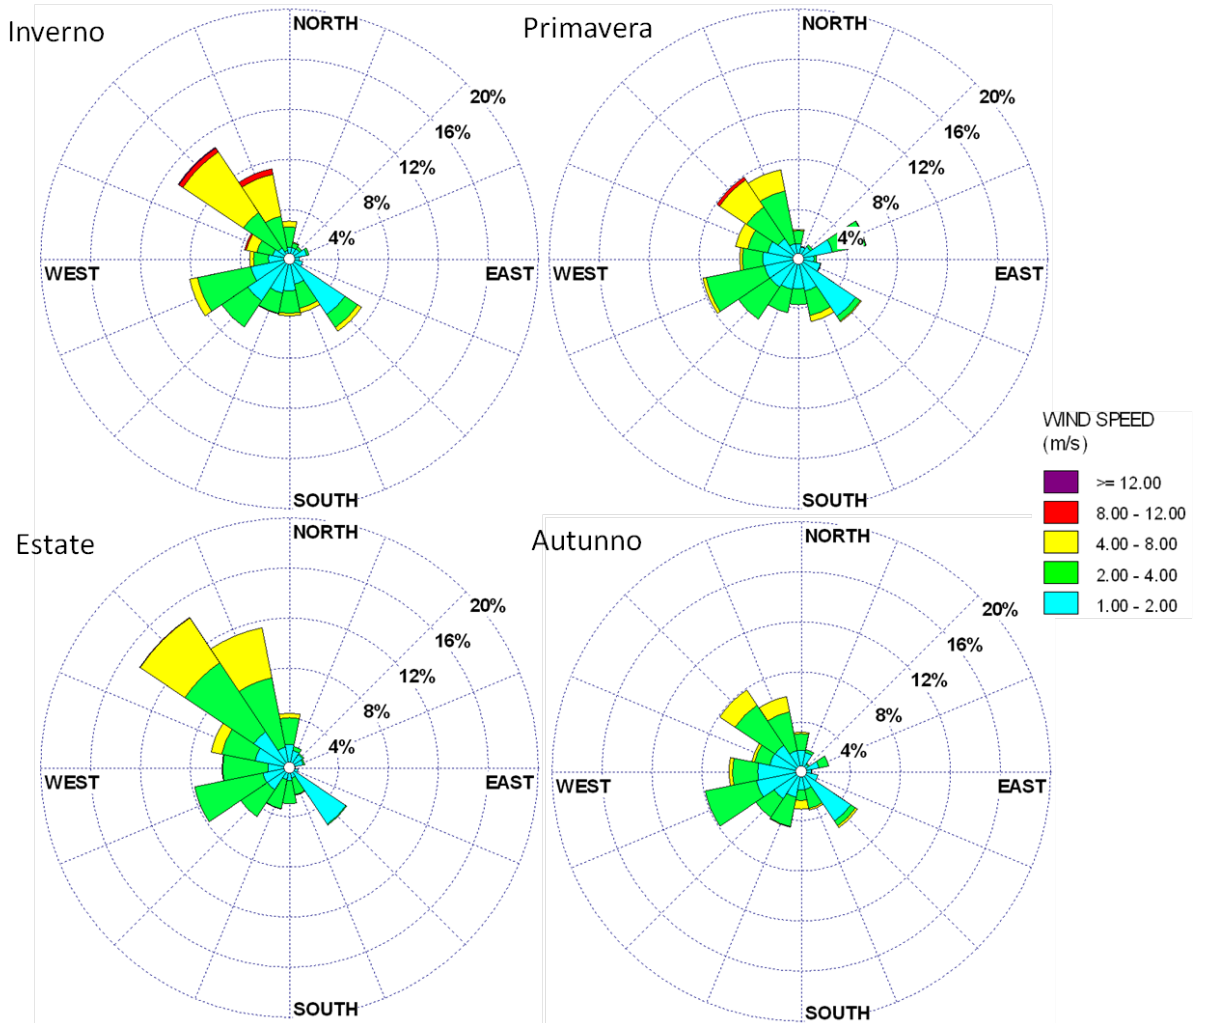 Inverno
NORTH
20%
16%
12%
8%
4%
WEST
EAST
SOUTH
Primavera
NORTH
20%
16%
12%
8%
4%
WEST
EAST
SOUTH
WIND SPEED
(m/s)
>= 12.00
8.00 - 12.00
4.00 - 8.00
2.00 - 4.00
1.00 - 2.00
Estate
NORTH
20%
16%
12%
8%
4%
WEST
EAST
SOUTH
Autunno
NORTH
20%
16%
12%
8%
4%
WEST
EAST
SOUTH